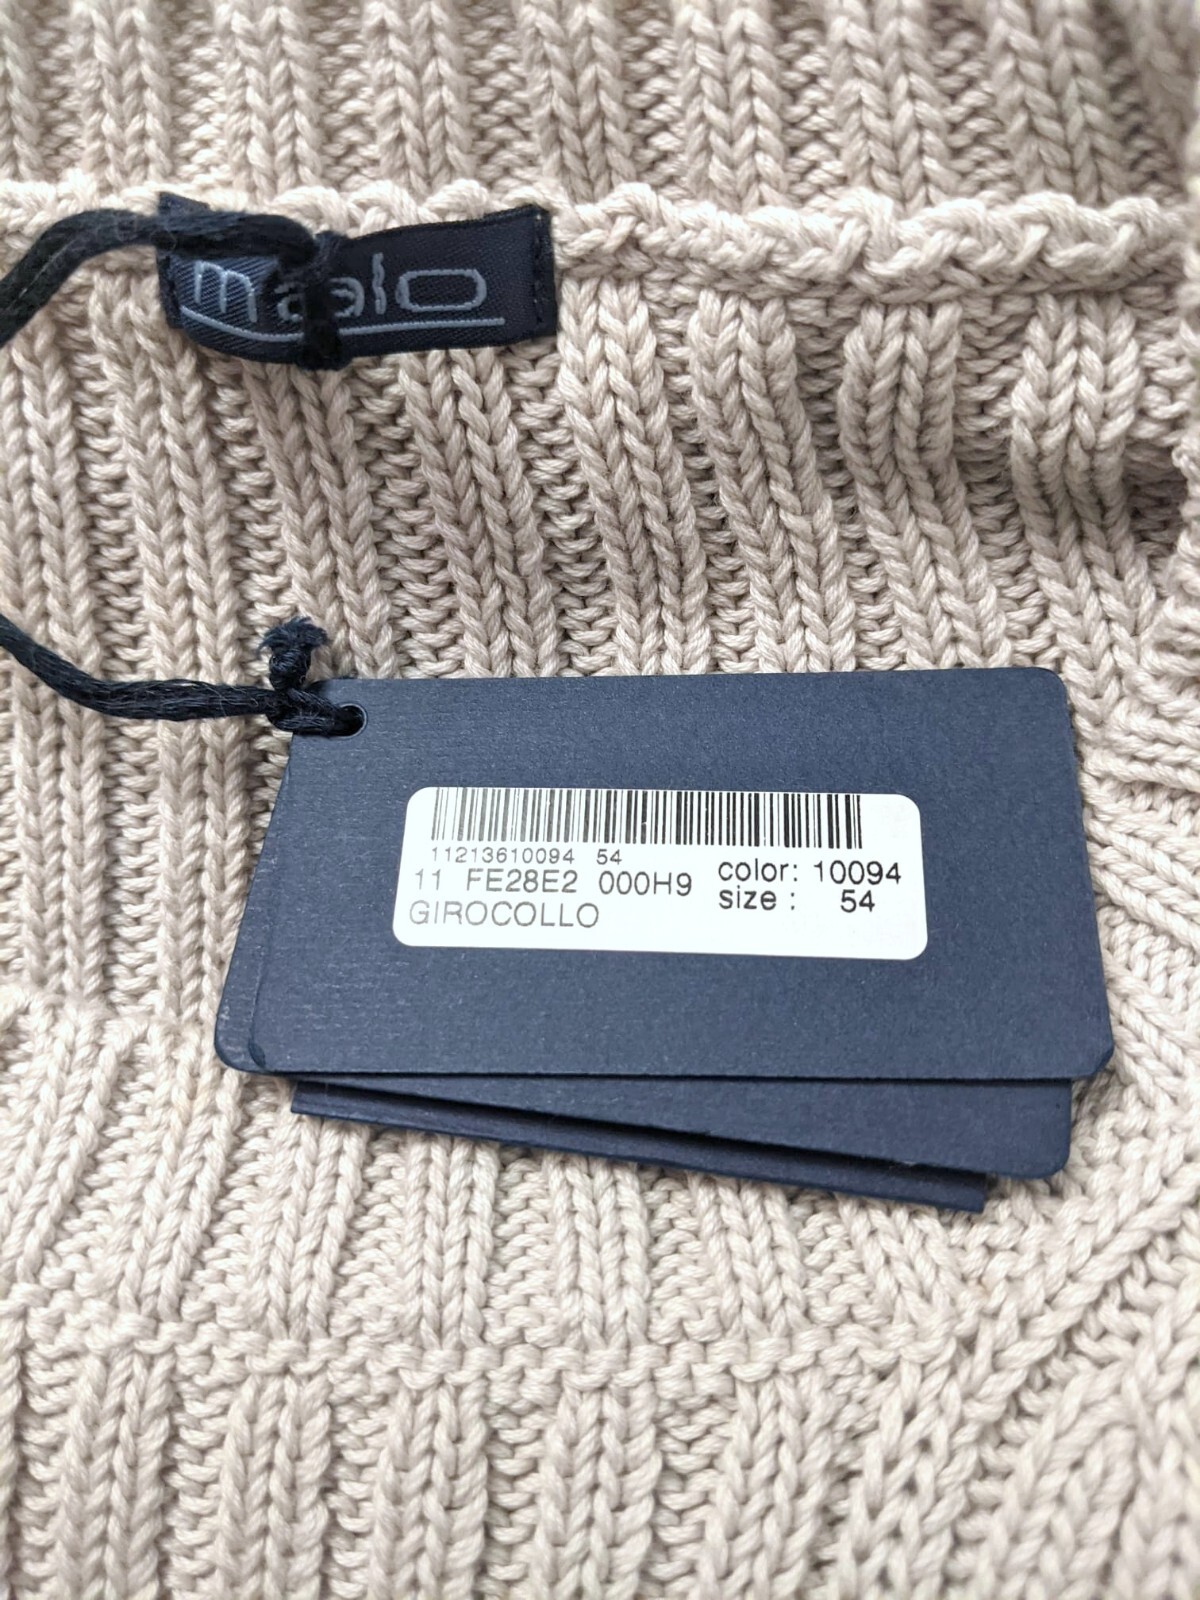 malo
11213610094 54
11 FE28E2 000H9
GIROCOLLO
color: 10094
size : 54